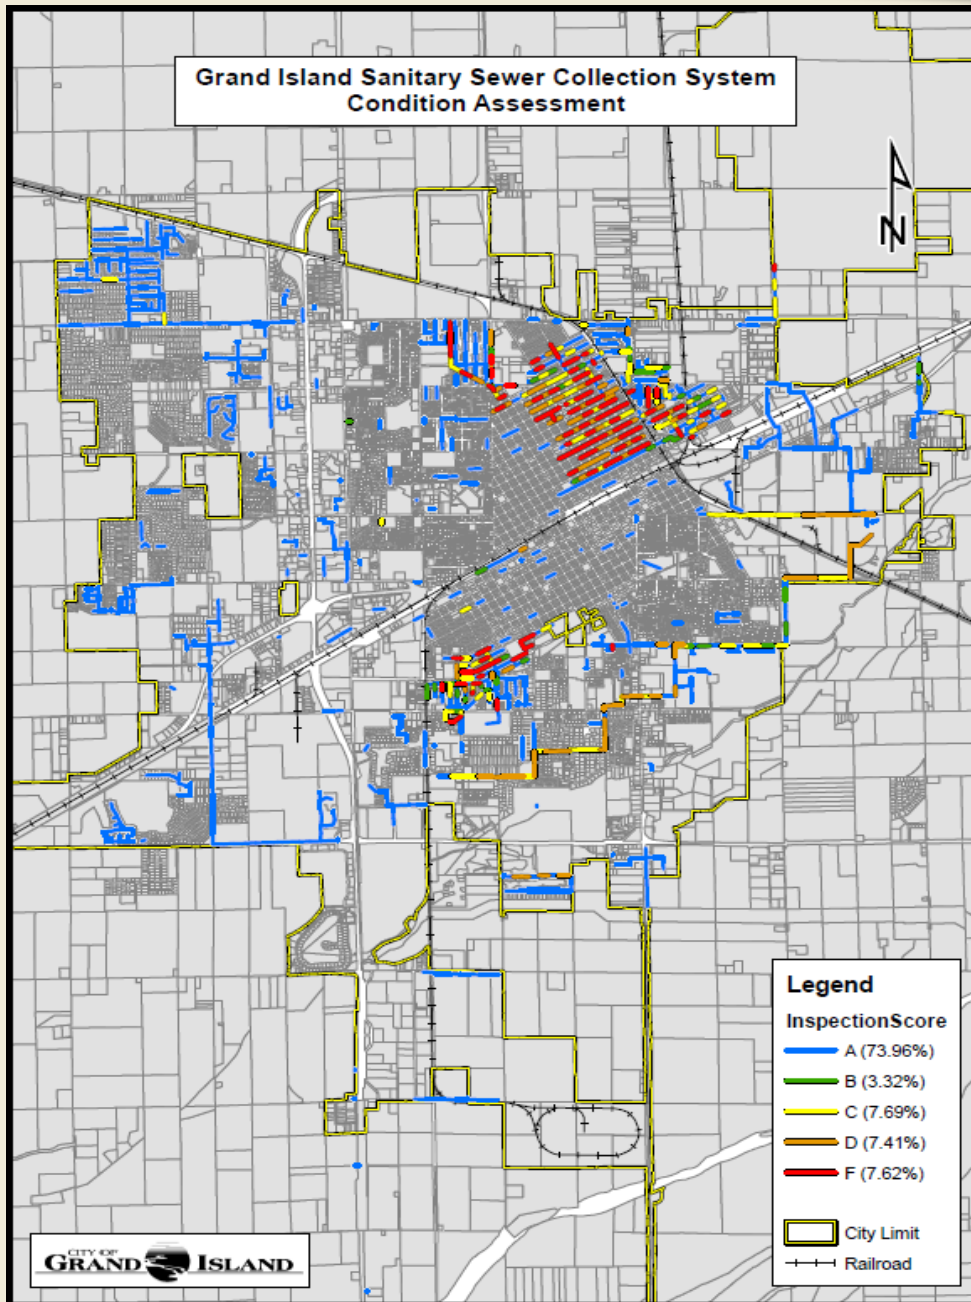 Grand Island Sanitary Sewer Collection System
Condition Assessment
N
Legend
InspectionScore
A (73.96%)
B (3.32%)
C (7.69%)
D (7.41%)
F (7.62%)
City Limit
Railroad
CITY OF
GRAND ISLAND